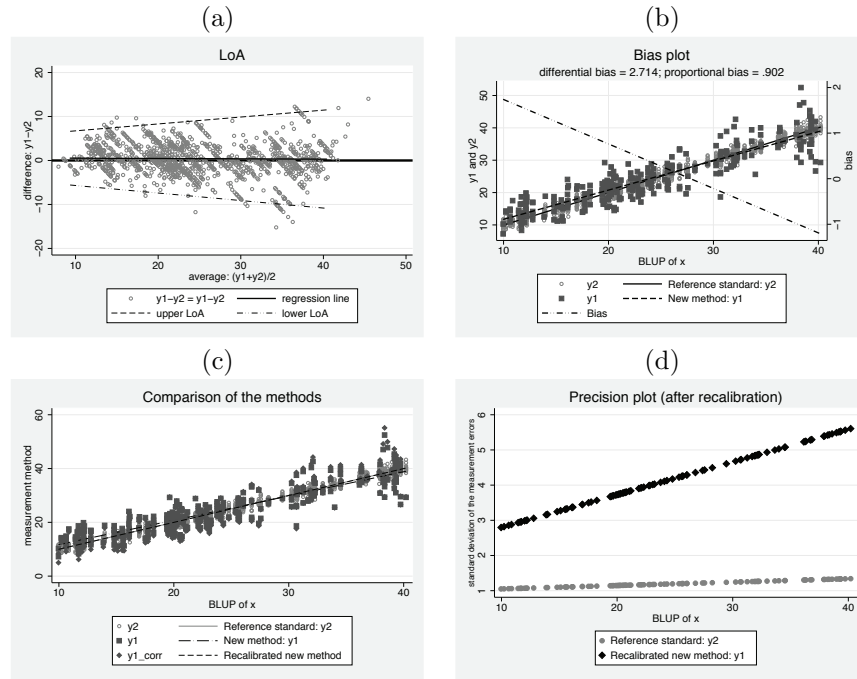 (a)
LoA
20
10
0
−10
−20
difference: y1−y2
10 20 30 40 50
average: (y1+y2)/2
y1−y2 = y1−y2 regression line
upper LoA lower LoA
(b)
Bias plot
differential bias = 2.714; proportional bias = .902
50
40
30
20
10
y1 and y2
2
1
0
−1
bias
10 20 30 40
BLUP of x
y2 Reference standard: y2
y1 New method: y1
Bias
(c)
Comparison of the methods
60
40
20
0
measurement method
10 20 30 40
BLUP of x
y2 Reference standard: y2
y1 New method: y1
y1_corr Recalibrated new method
(d)
Precision plot (after recalibration)
6
5
4
3
2
1
standard deviation of the measurement errors
10 20 30 40
BLUP of x
Reference standard: y2
Recalibrated new method: y1